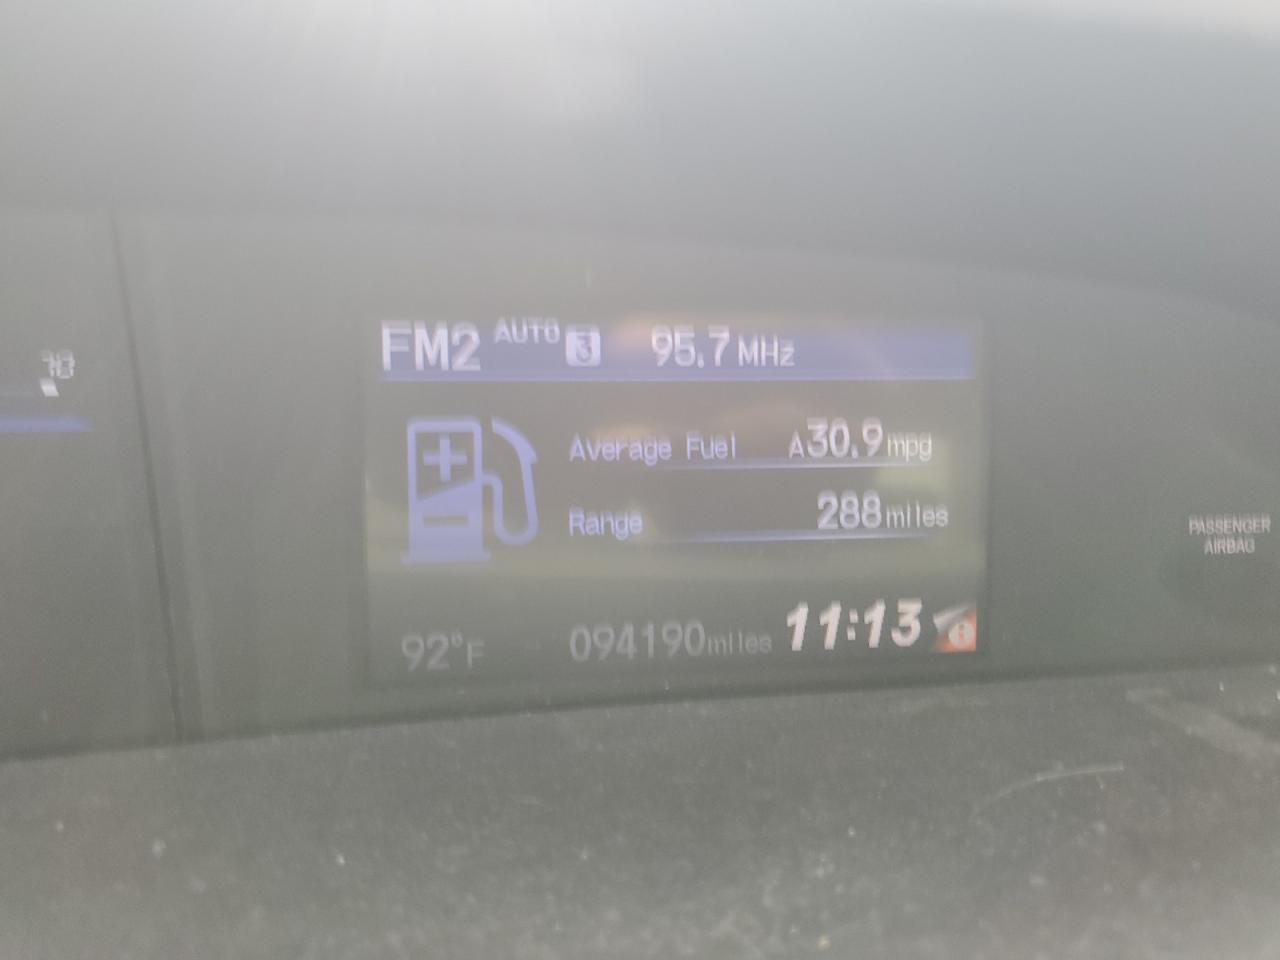 FM2 AUTO 3 95.7 MHz
Average Fuel A30.9 mpg
Range 288 miles
92°F 094190 miles 11:13 i
PASSENGER
AIRBAG